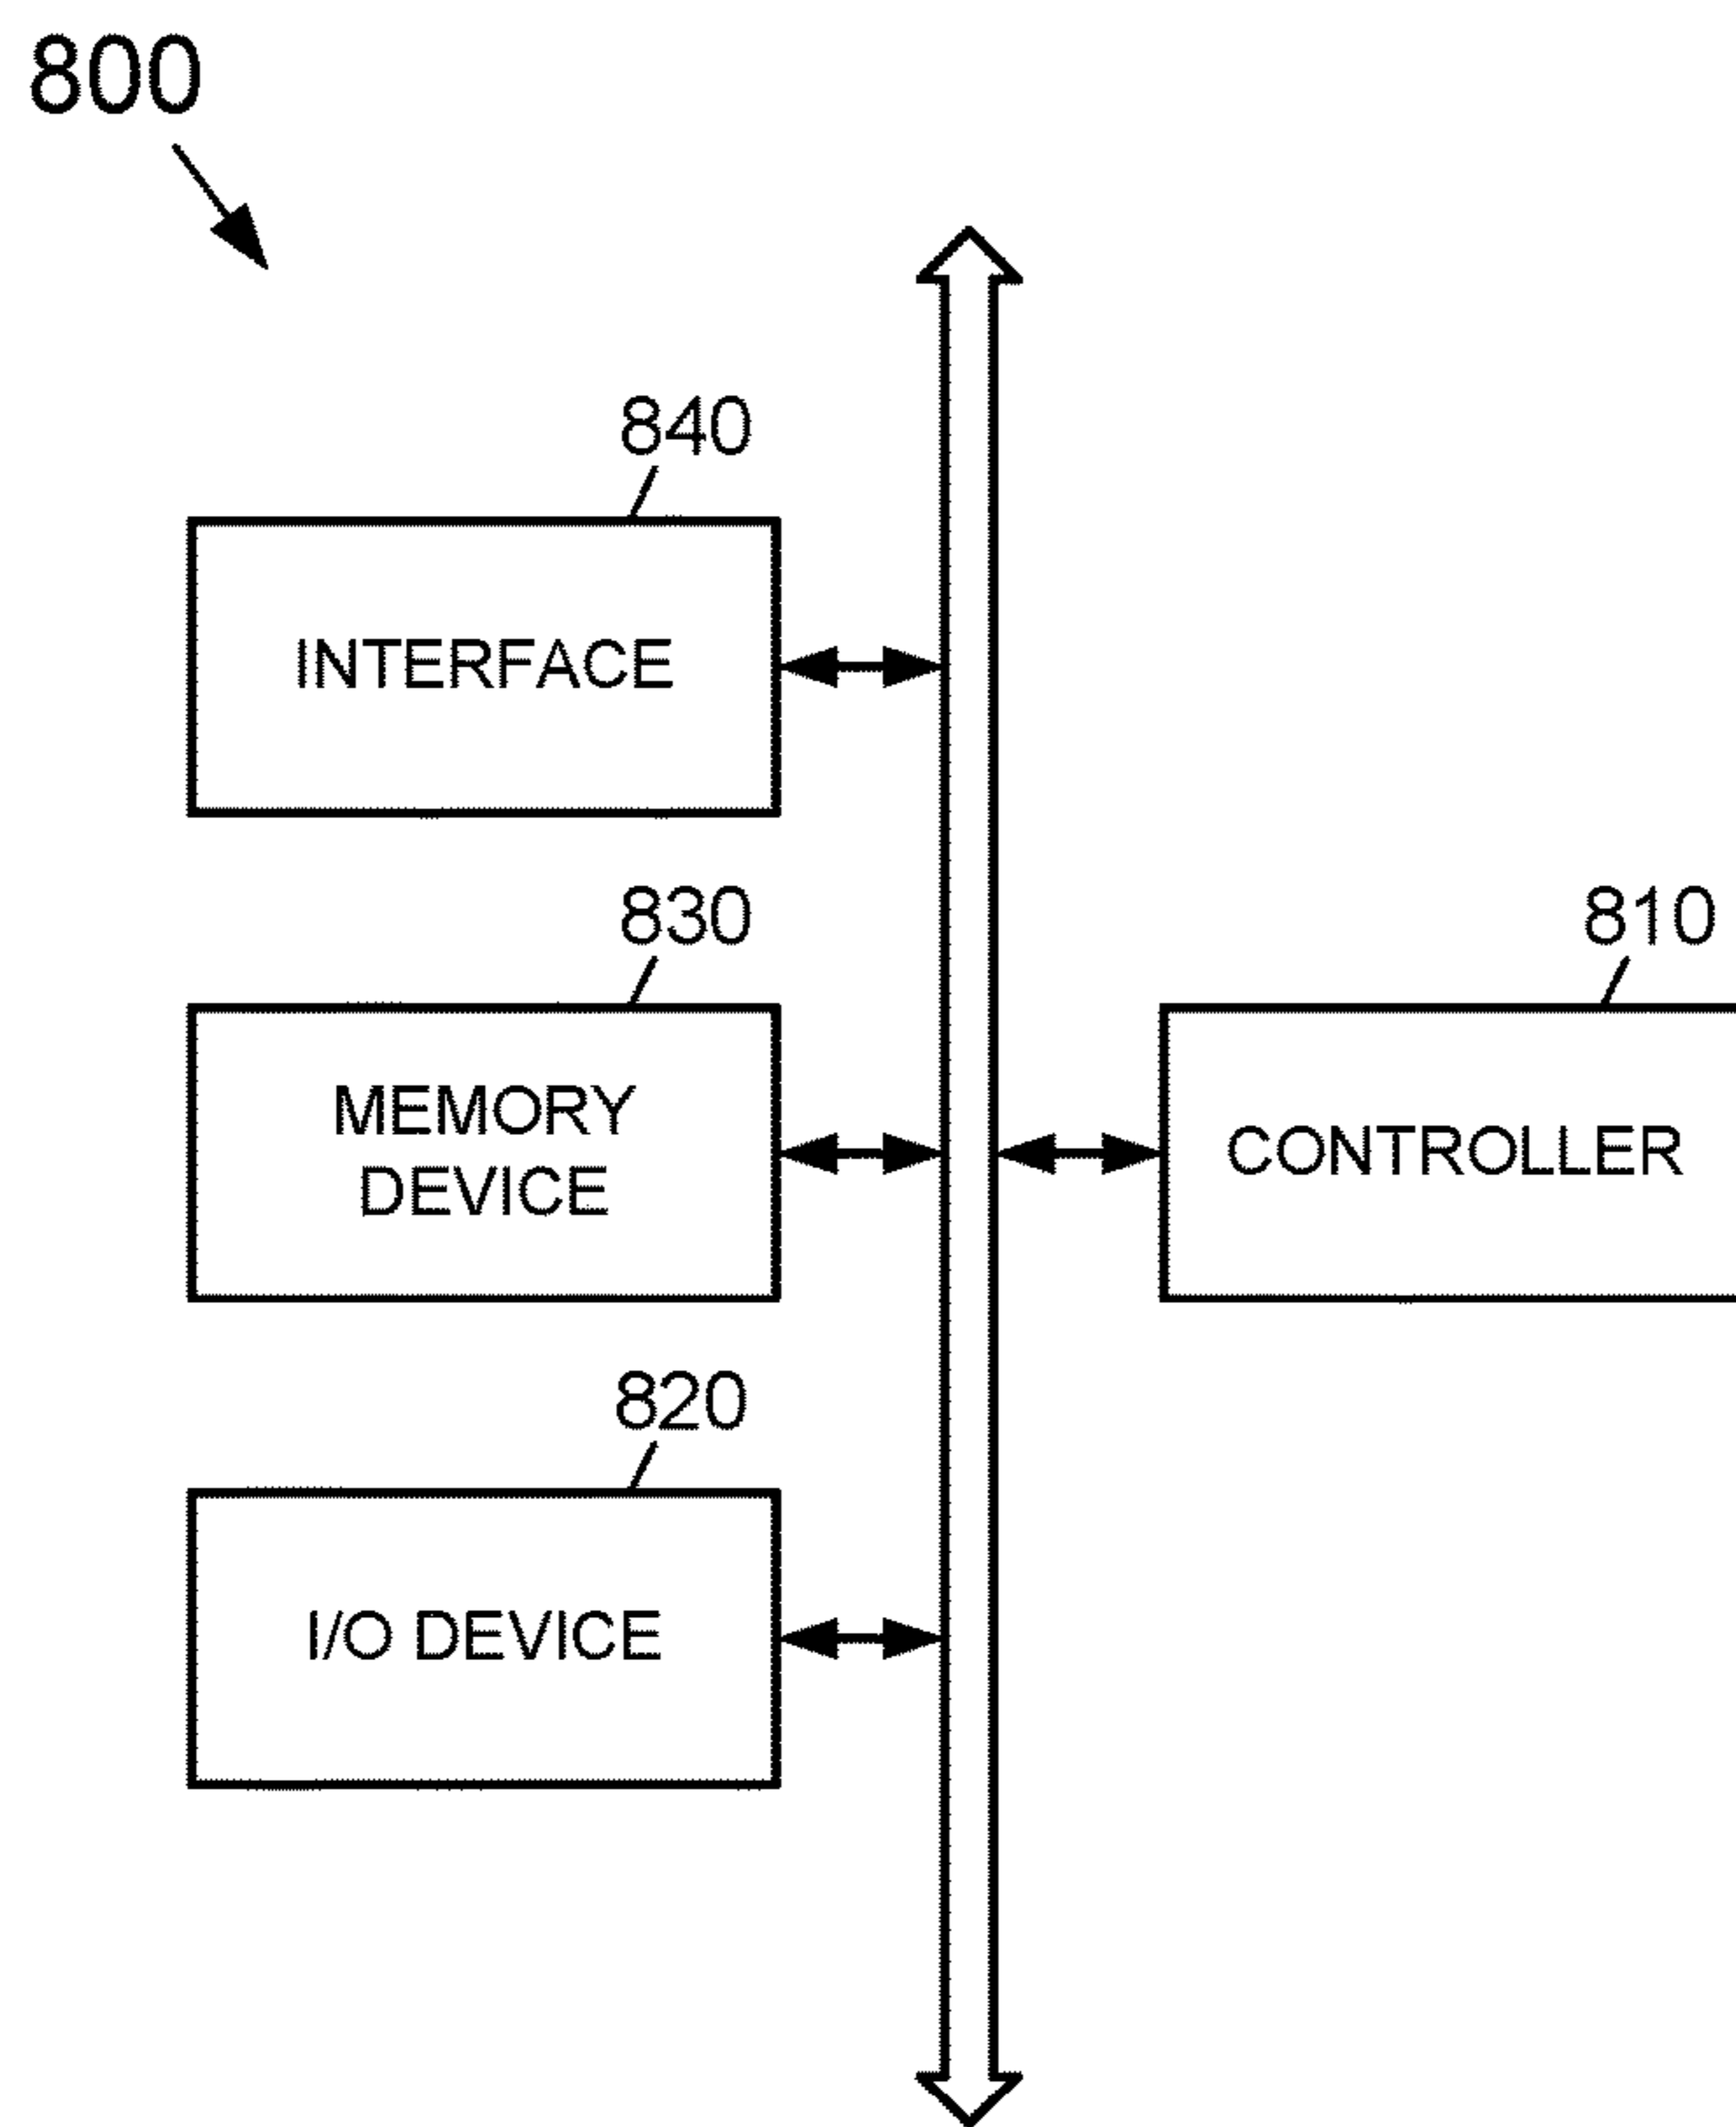 800
840
INTERFACE
830
810
MEMORY
DEVICE
CONTROLLER
820
I/O DEVICE